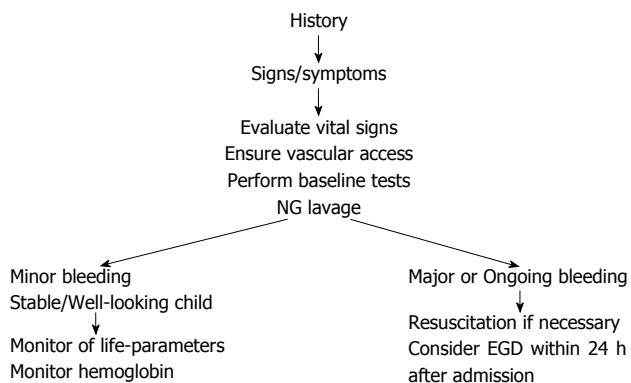 History
Signs/symptoms
Evaluate vital signs
Ensure vascular access
Perform baseline tests
NG lavage
Minor bleeding
Stable/Well-looking child
Monitor of life-parameters
Monitor hemoglobin
Major or Ongoing bleeding
Resuscitation if necessary
Consider EGD within 24 h
after admission